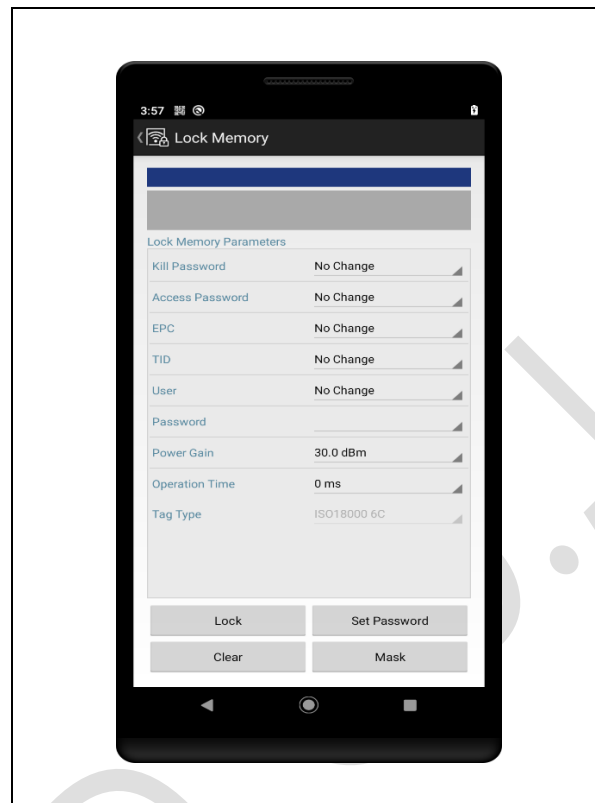 3:57
Lock Memory
Lock Memory Parameters
Kill Password No Change
Access Password No Change
EPC No Change
TID No Change
User No Change
Password
Power Gain 30.0 dBm
Operation Time 0 ms
Tag Type ISO18000 6C
Lock Set Password
Clear Mask